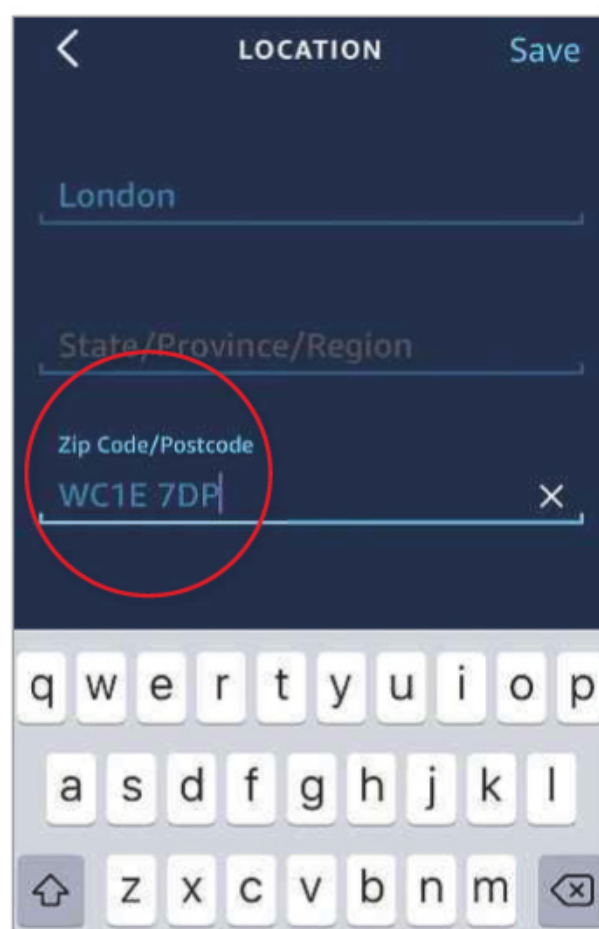 LOCATION Save
London
State/Province/Region
Zip Code/Postcode
WC1E 7DP
q w e r t y u i o p
a s d f g h j k l
z x c v b n m